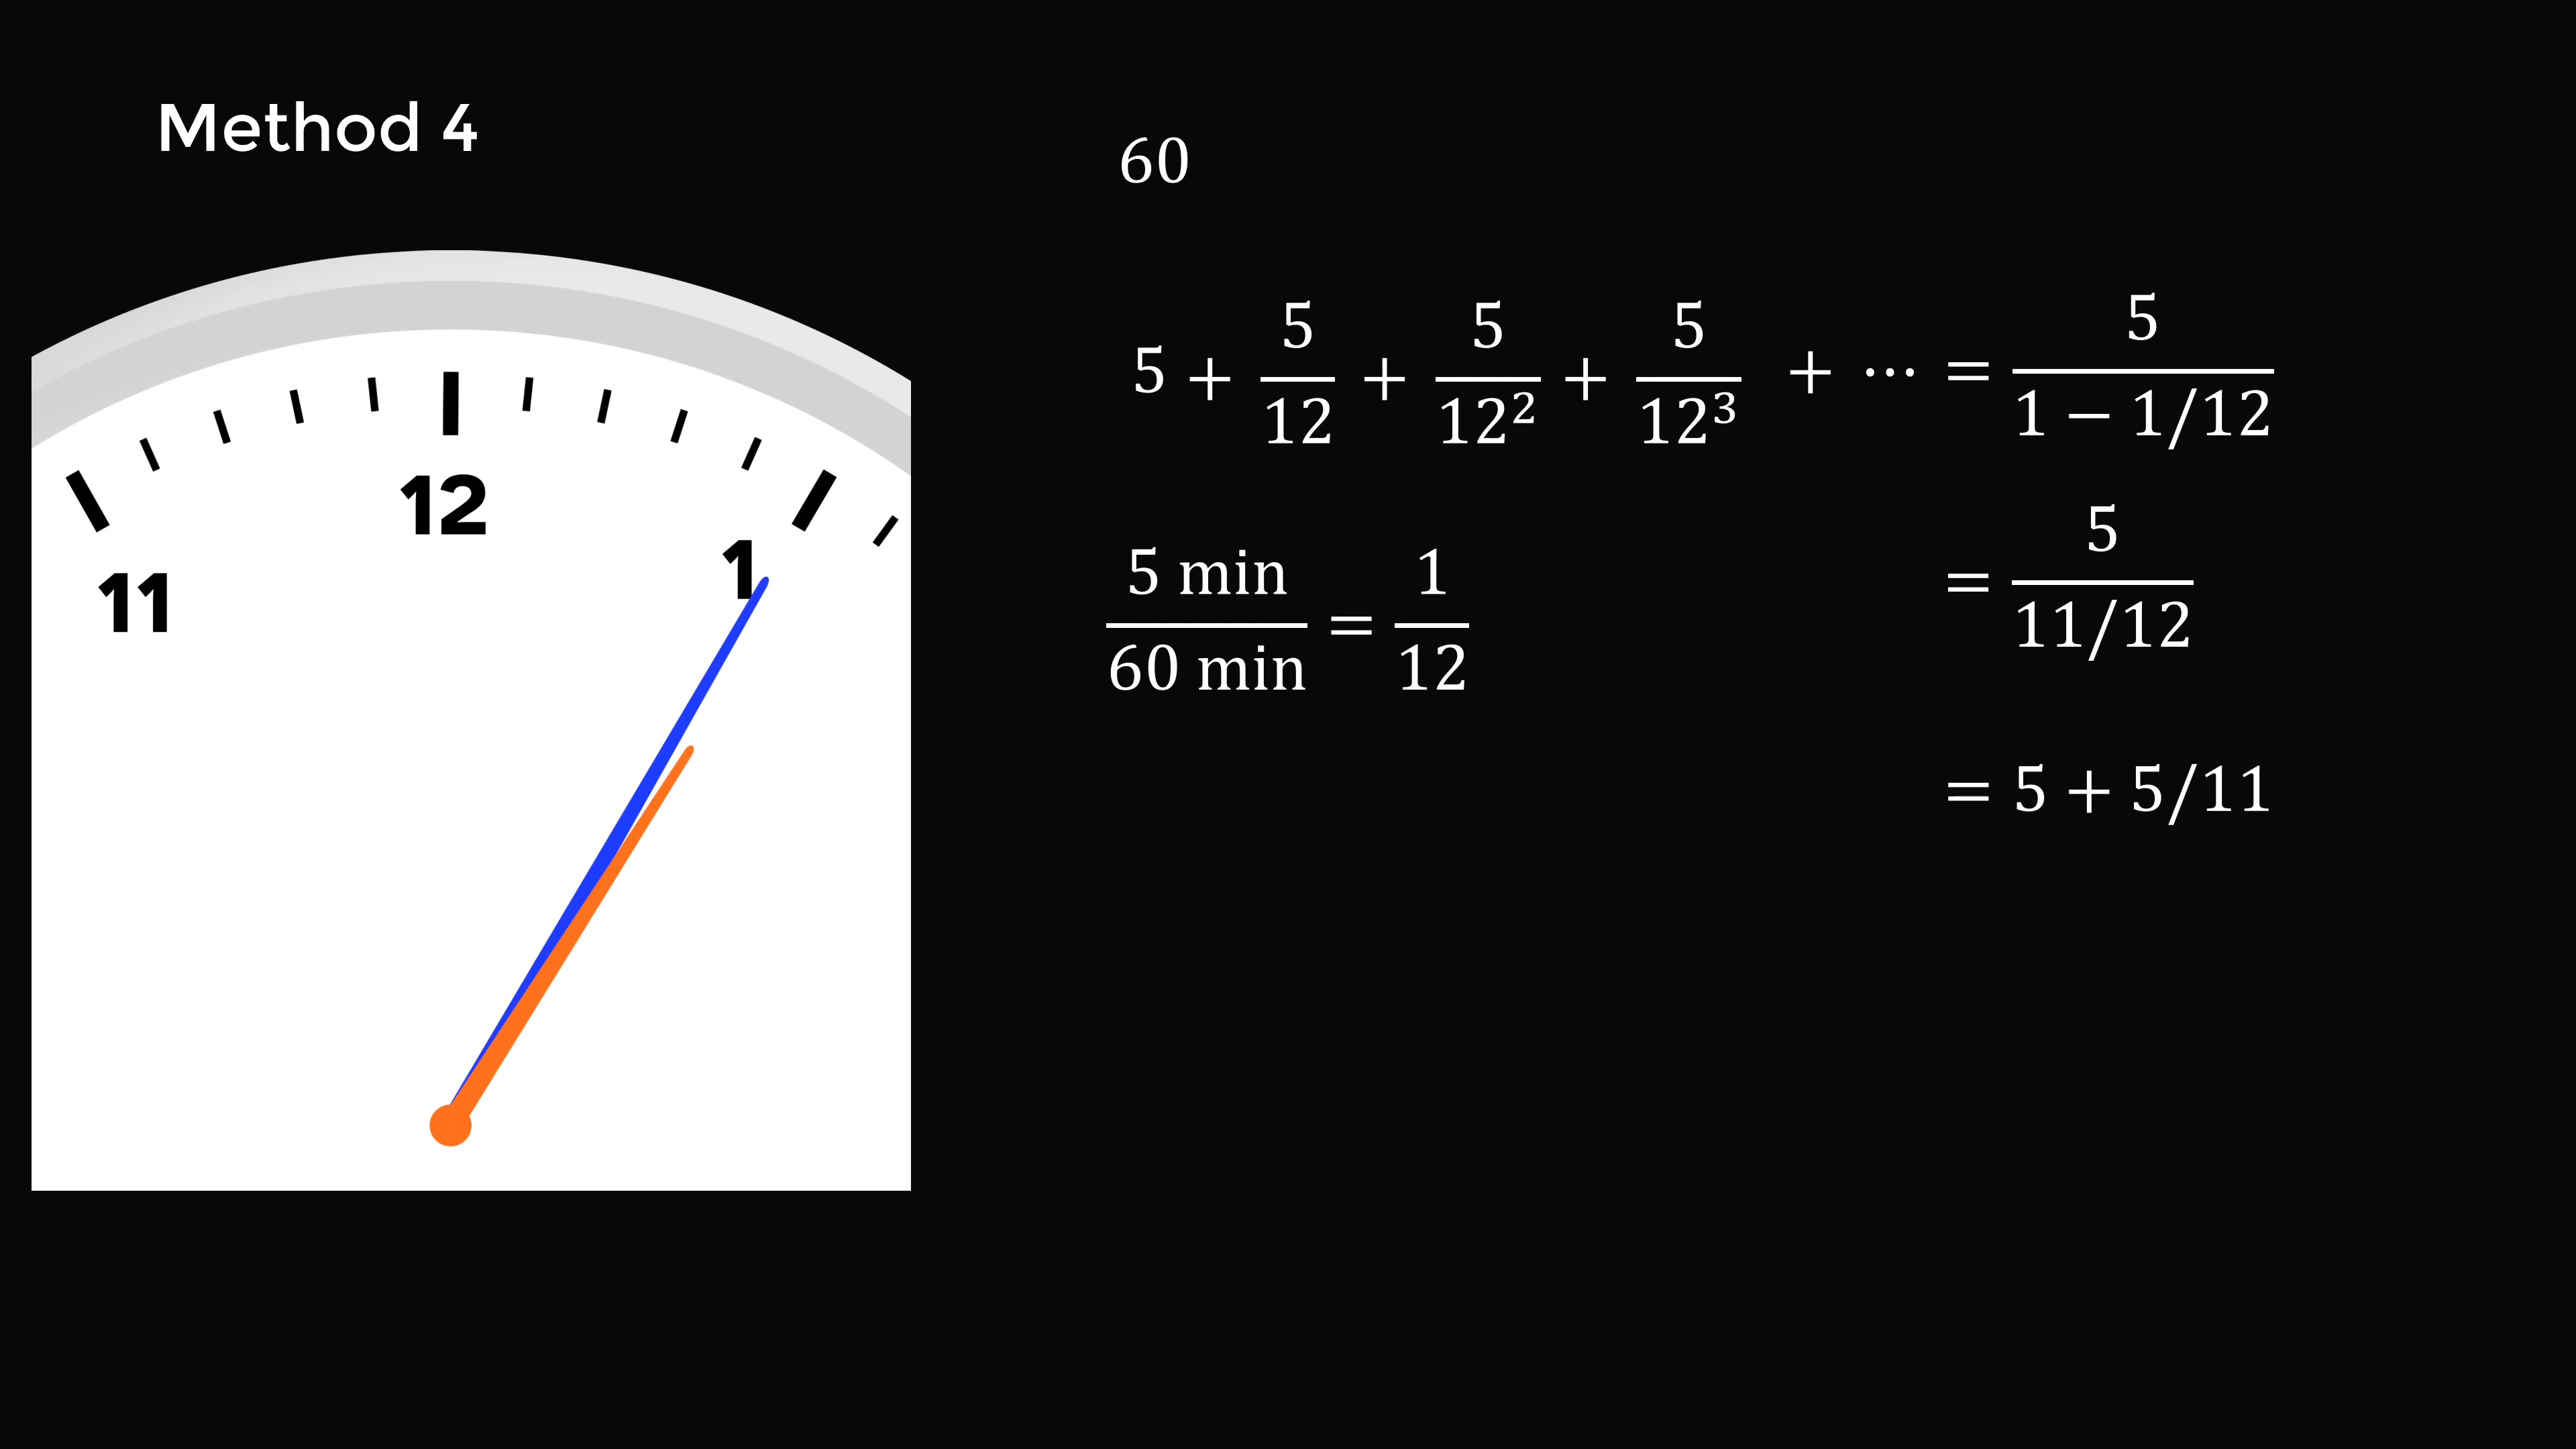 Method 4
60
5 + 5/12 + 5/12² + 5/12³ + ⋯ = 5/(1 − 1/12)
= 5/(11/12)
5 min/60 min = 1/12
= 5 + 5/11
12
1
11